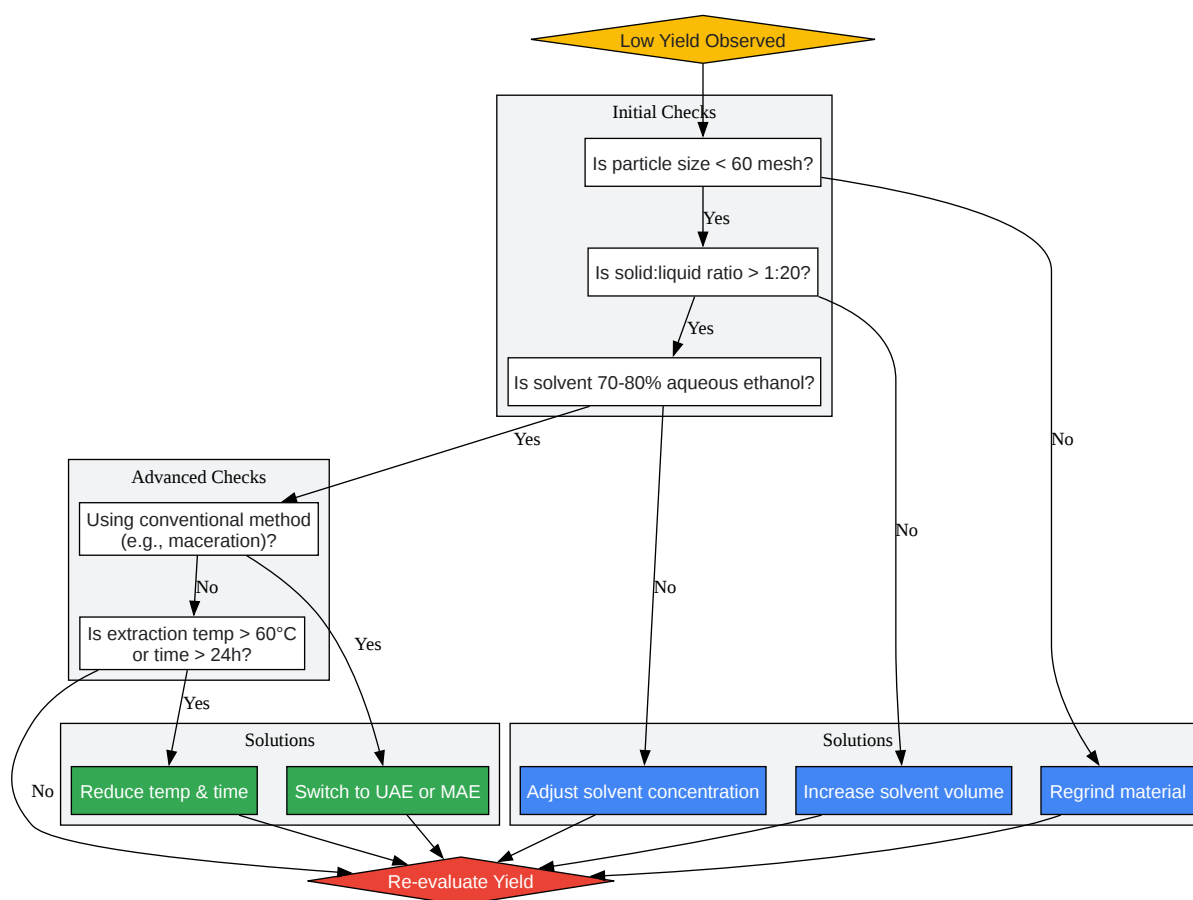 Low Yield Observed
Initial Checks
Is particle size < 60 mesh?
Yes
Is solid:liquid ratio > 1:20?
Yes
Is solvent 70-80% aqueous ethanol?
Yes
No
Advanced Checks
Using conventional method
(e.g., maceration)?
No
No
No
Is extraction temp > 60°C
or time > 24h?
Yes
Yes
Solutions
Solutions
No
Reduce temp & time
Switch to UAE or MAE
Adjust solvent concentration
Increase solvent volume
Regrind material
Re-evaluate Yield